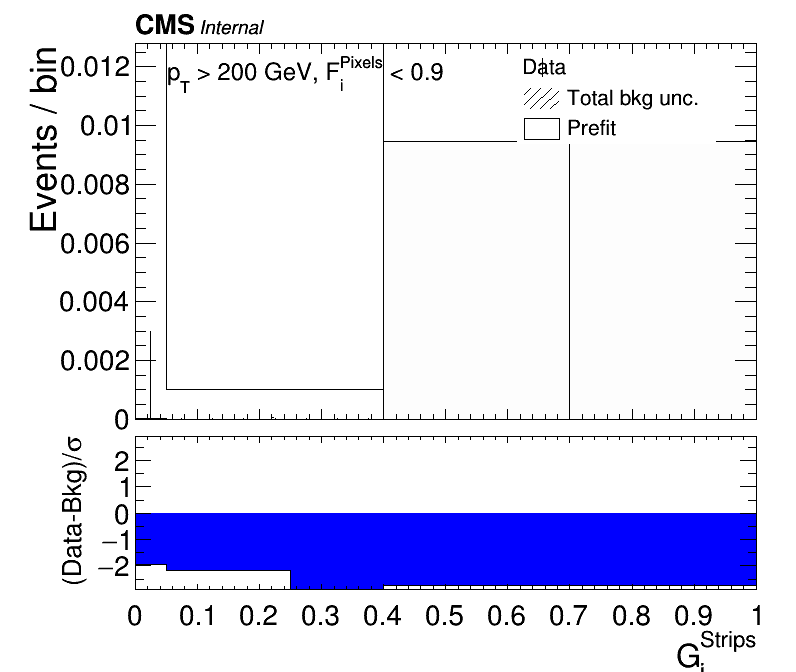 CMS Internal
p_T > 200 GeV, F_i^Pixels < 0.9
Data
Total bkg unc.
Prefit
Events / bin
0.012
0.01
0.008
0.006
0.004
0.002
0
(Data-Bkg)/σ
2
1
0
−1
−2
0 0.1 0.2 0.3 0.4 0.5 0.6 0.7 0.8 0.9 1
G_i^Strips